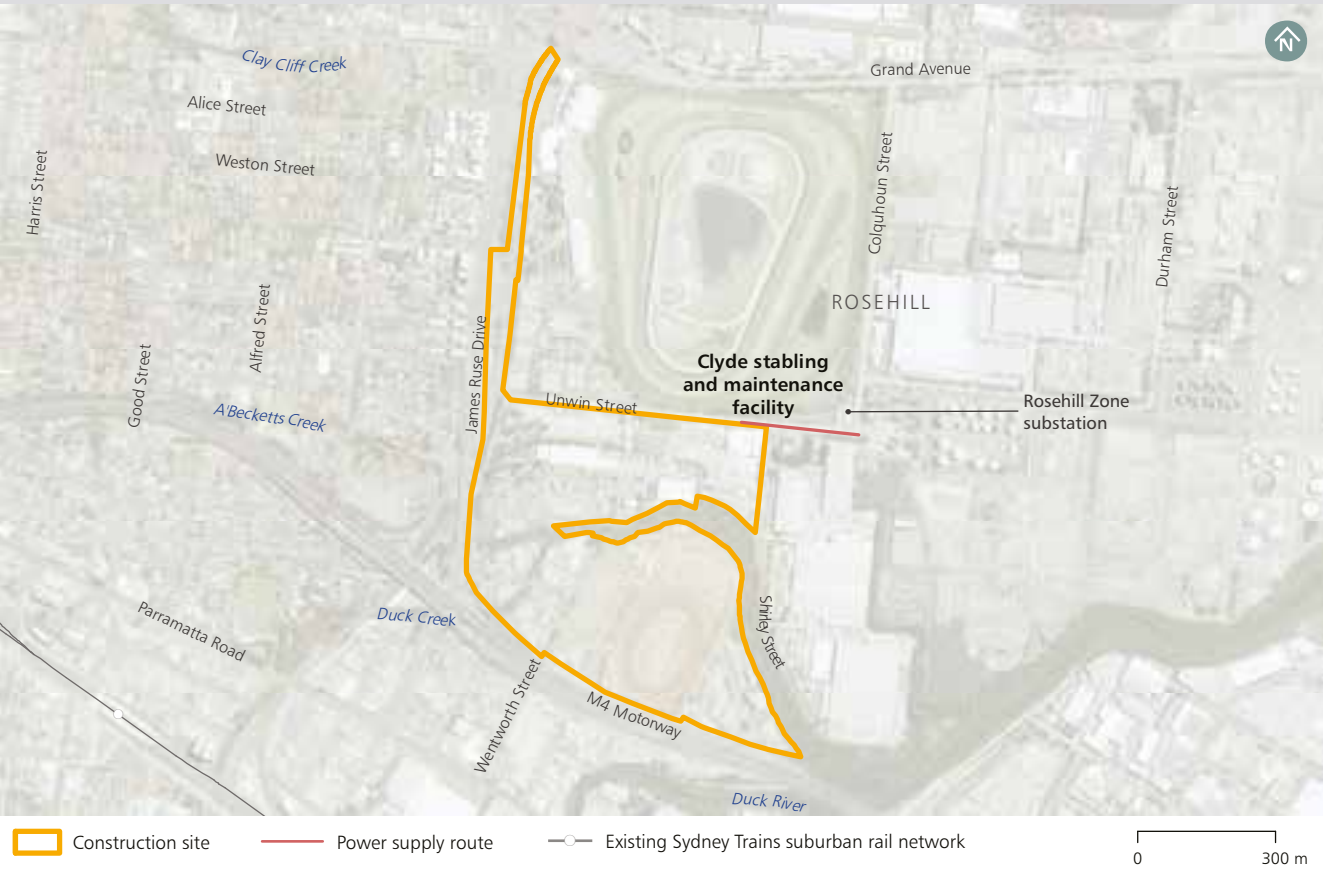 N
Clay Cliff Creek
Grand Avenue
Alice Street
Weston Street
Harris Street
Colquhoun Street
Durham Street
ROSEHILL
Alfred Street
James Ruse Drive
Good Street
Clyde stabling
and maintenance
facility
Unwin Street
A'Becketts Creek
Rosehill Zone
substation
Duck Creek
Parramatta Road
Shirley Street
Wentworth Street
M4 Motorway
Duck River
Construction site
Power supply route
Existing Sydney Trains suburban rail network
0
300 m